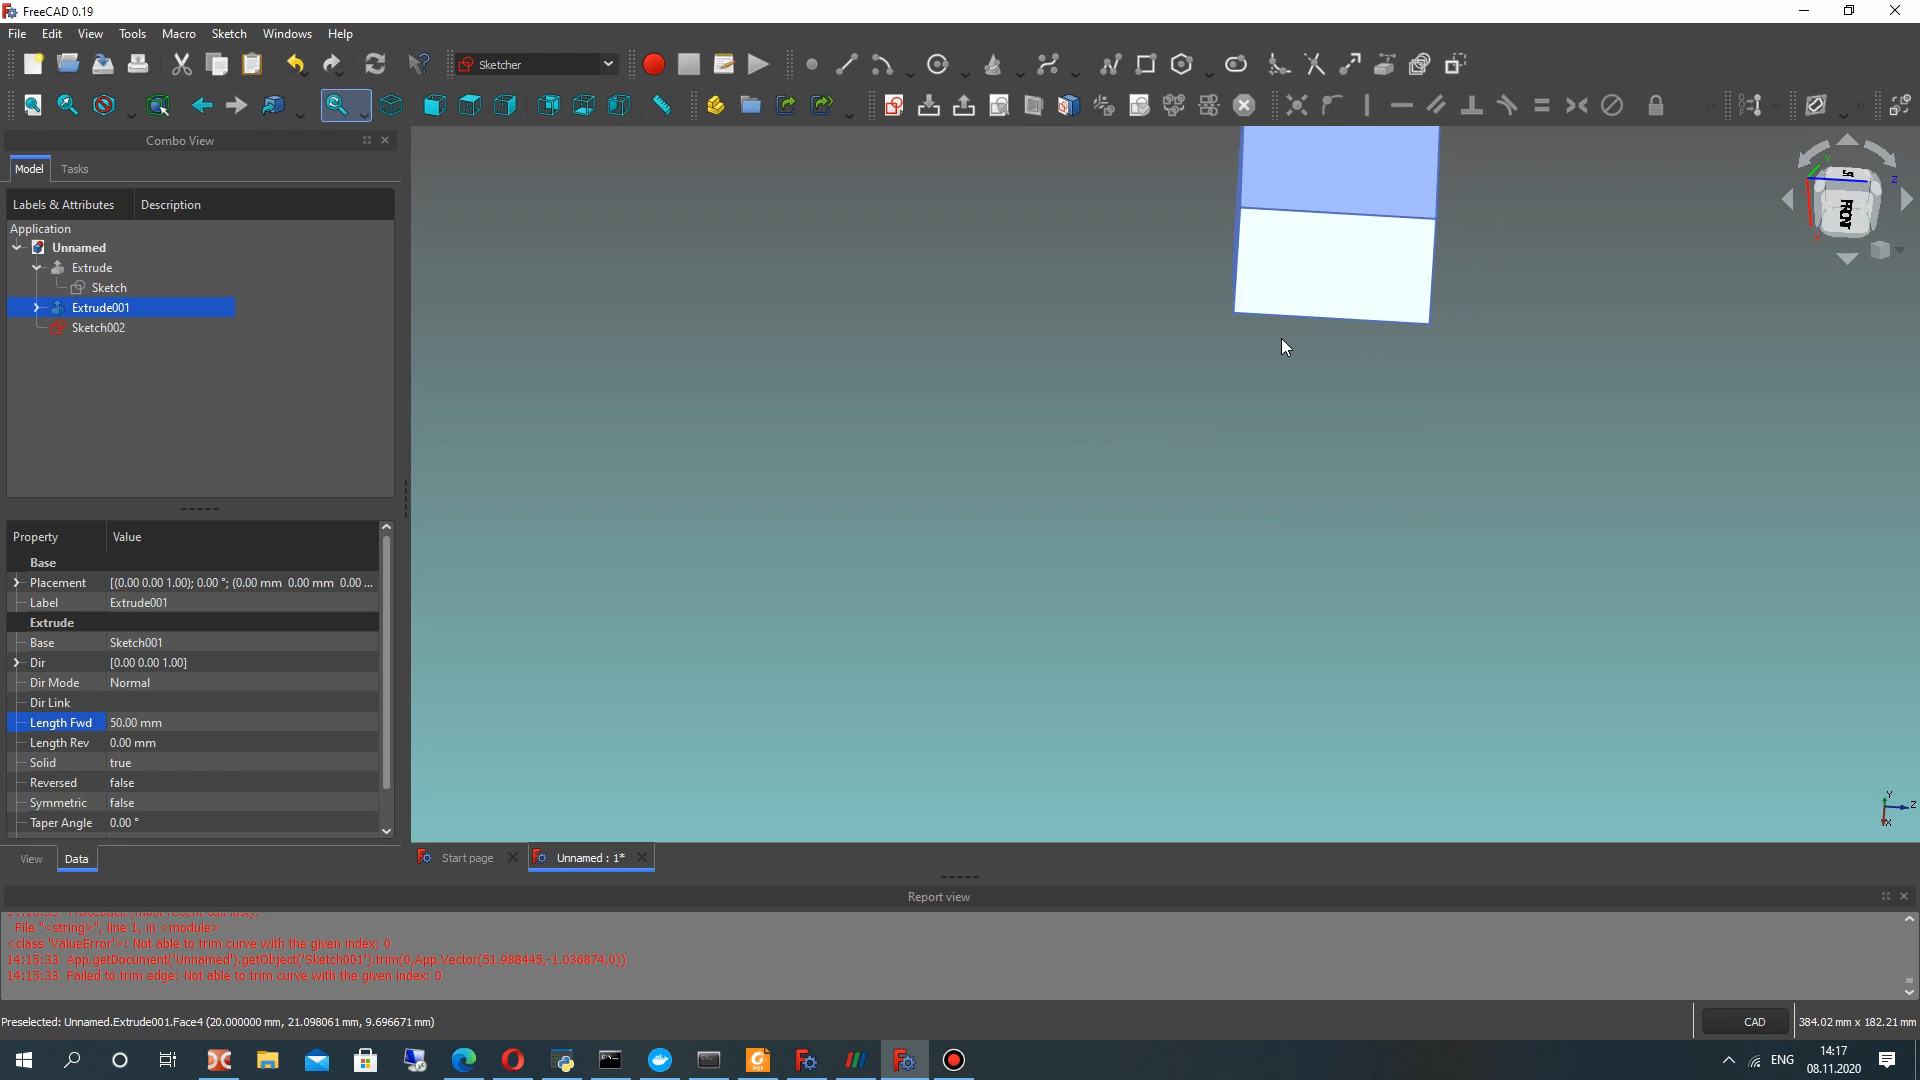 FreeCAD 0.19
File Edit View Tools Macro Sketch Windows Help
Sketcher
Combo View
Model Tasks
Labels & Attributes Description
Application
Unnamed
Extrude
Sketch
Extrude001
Sketch002
Property Value
Base
Placement [(0.00 0.00 1.00); 0.00 °; (0.00 mm 0.00 mm 0.00 ...
Label Extrude001
Extrude
Base Sketch001
Dir [0.00 0.00 1.00]
Dir Mode Normal
Dir Link
Length Fwd 50.00 mm
Length Rev 0.00 mm
Solid true
Reversed false
Symmetric false
Taper Angle 0.00 °
View Data
FRONT
Y
Z
X
Y
Z
X
Start page Unnamed : 1*
Report view
File "<string>", line 1, in <module>
<class 'ValueError'>: Not able to trim curve with the given index: 0
14:15:33 App.getDocument('Unnamed').getObject('Sketch001').trim(0,App.Vector(51.988445,-1.036874,0))
14:15:33 Failed to trim edge: Not able to trim curve with the given index: 0
Preselected: Unnamed.Extrude001.Face4 (20.000000 mm, 21.098061 mm, 9.696671 mm)
CAD 384.02 mm x 182.21 mm
ENG
14:17
08.11.2020